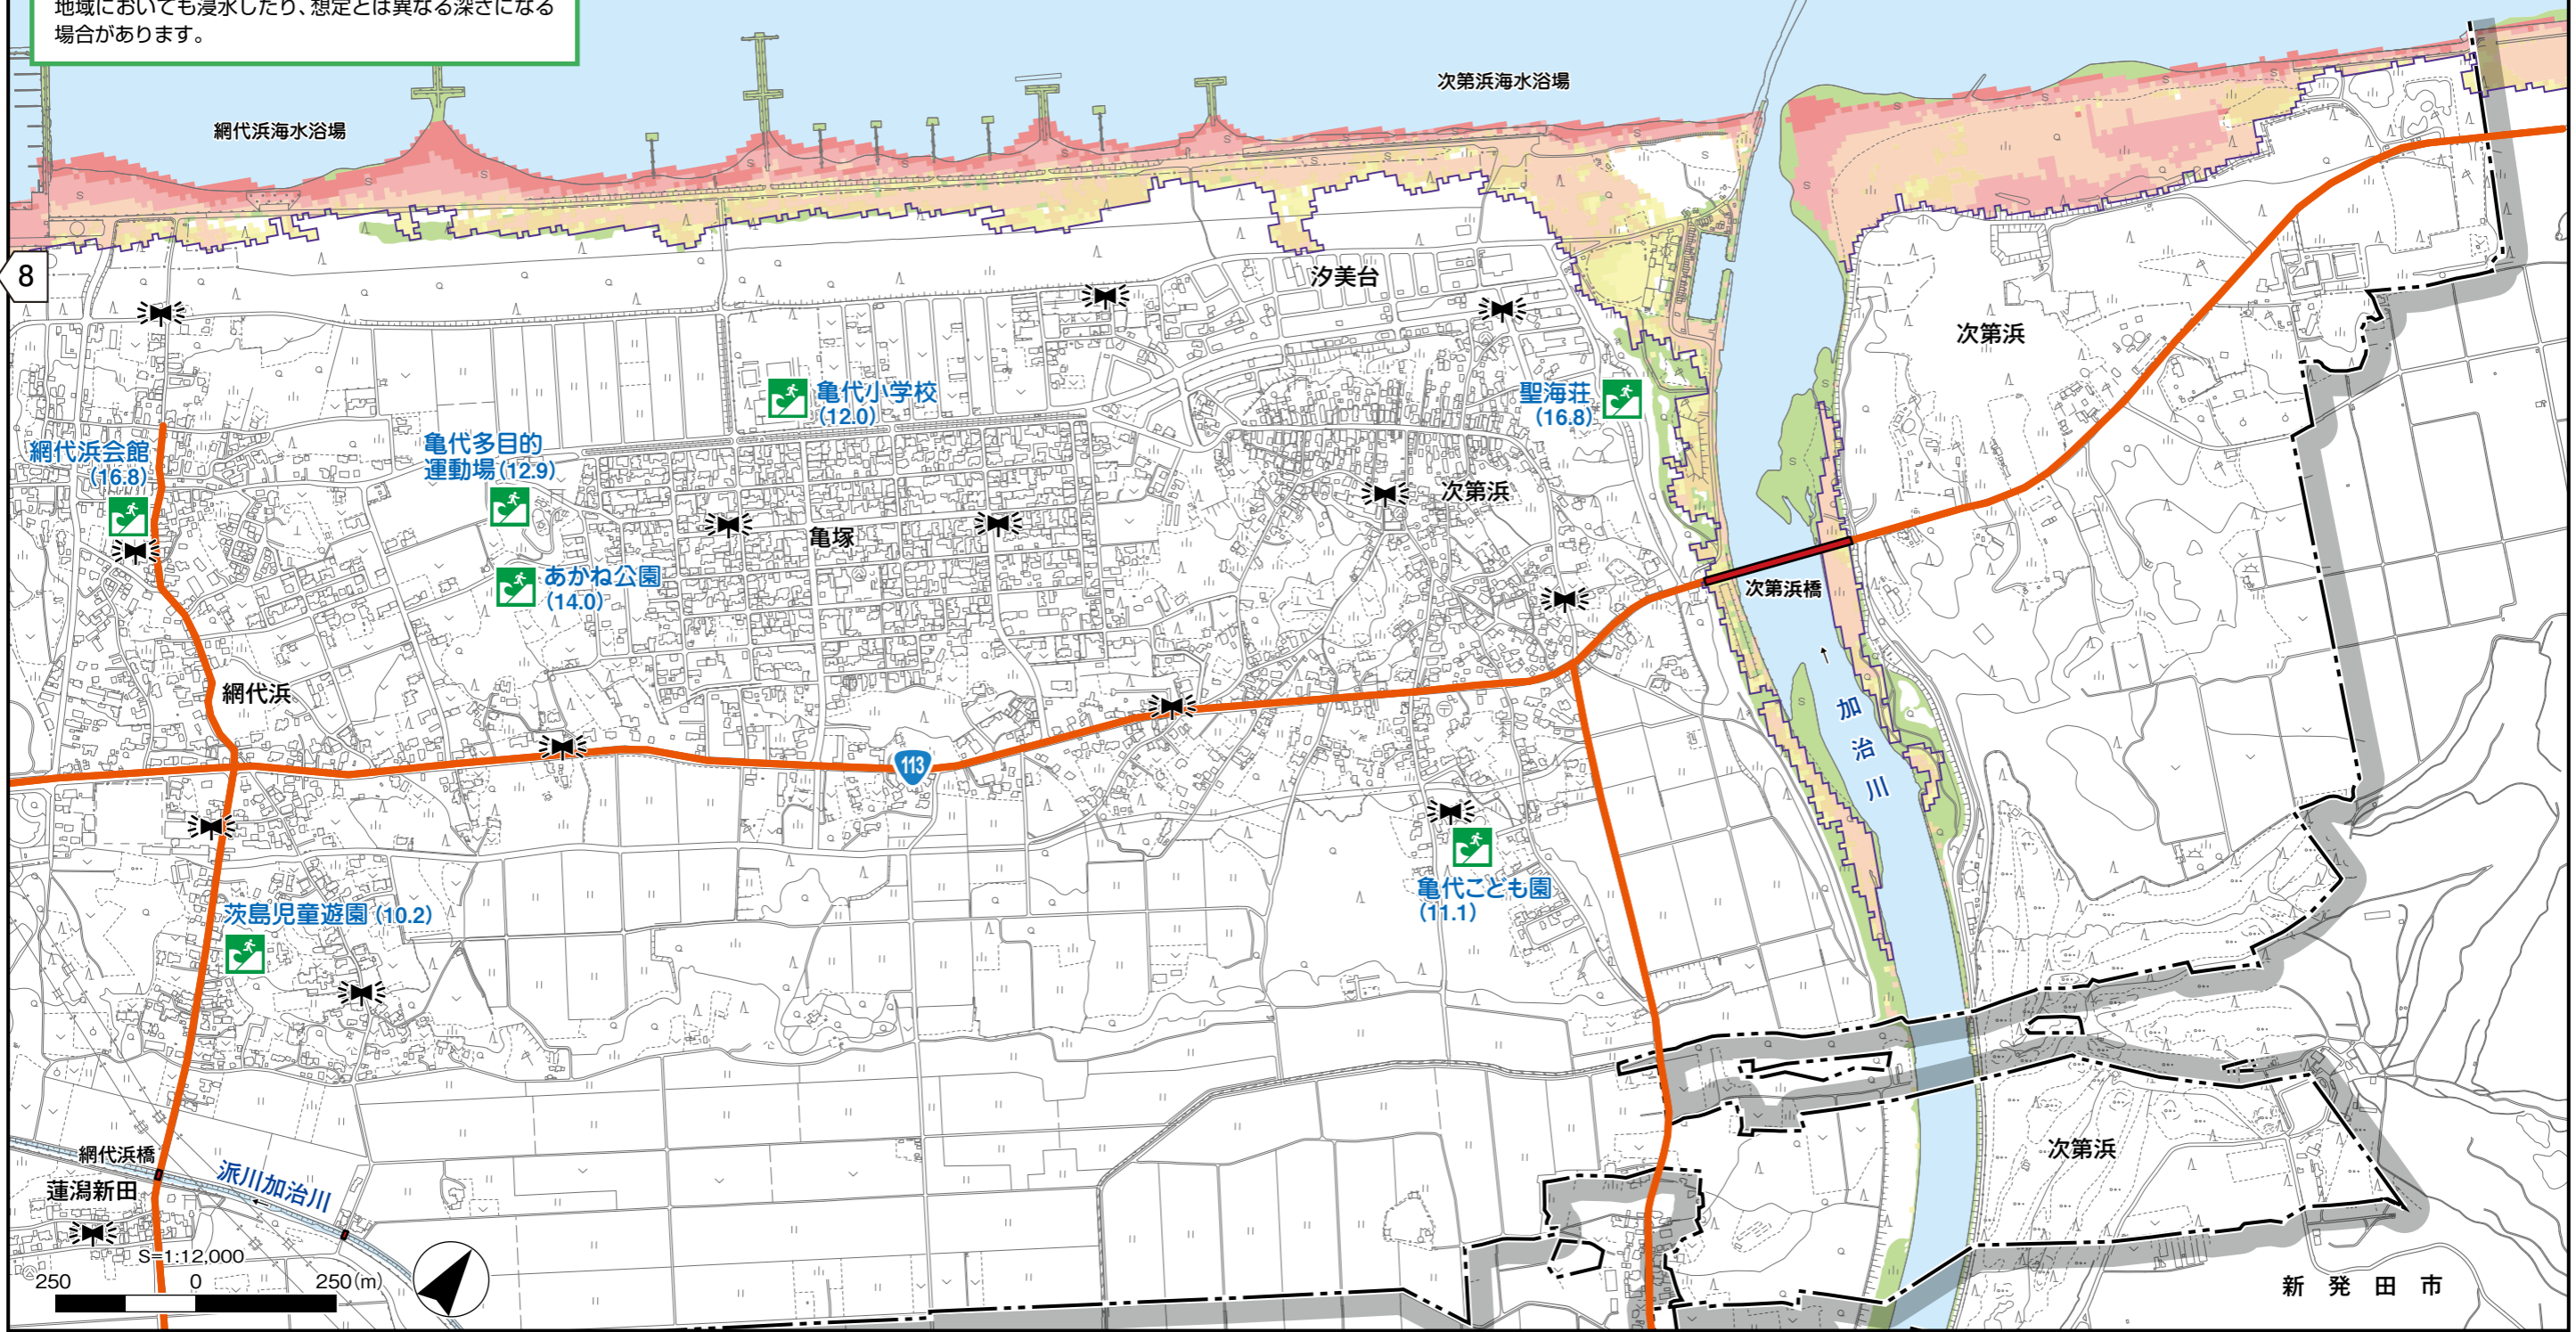 地域においても浸水したり、想定とは異なる深さになる
場合があります。
次第浜海水浴場
網代浜海水浴場
8
汐美台
次第浜
亀代小学校
(12.0)
聖海荘
(16.8)
網代浜会館
(16.8)
亀代多目的
運動場(12.9)
次第浜
亀塚
あかね公園
(14.0)
次第浜橋
網代浜
加治川
113
亀代こども園
(11.1)
茨島児童遊園(10.2)
網代浜橋
蓮潟新田
派川加治川
次第浜
S=1:12,000
250 0 250(m)
新発田市